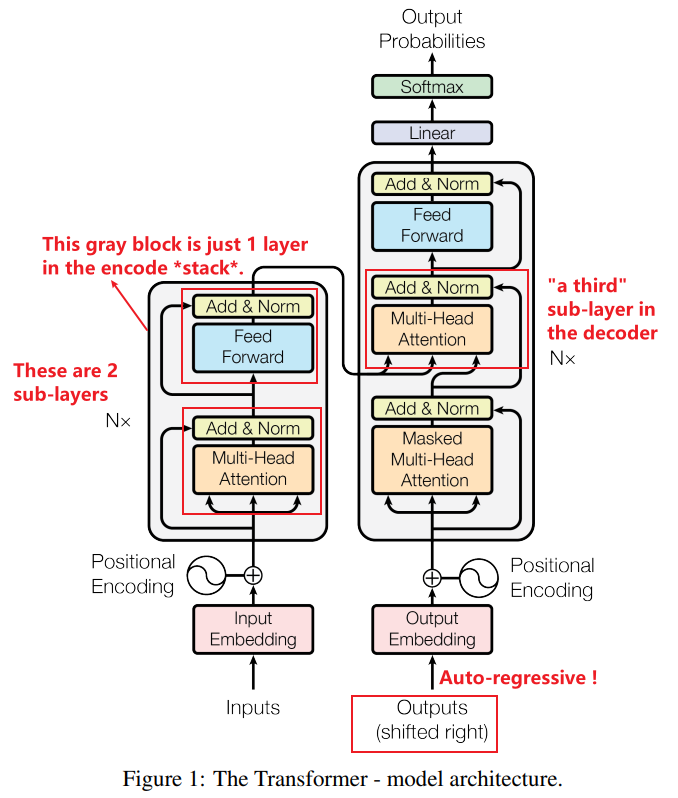 Output
Probabilities
Softmax
Linear
Add & Norm
Feed
Forward
This gray block is just 1 layer
in the encode *stack*.
Add & Norm
Multi-Head
Attention
"a third"
sub-layer in
the decoder
N×
Add & Norm
Feed
Forward
These are 2
sub-layers
N×
Add & Norm
Multi-Head
Attention
Add & Norm
Masked
Multi-Head
Attention
Positional
Encoding
Positional
Encoding
Input
Embedding
Output
Embedding
Auto-regressive !
Inputs
Outputs
(shifted right)
Figure 1: The Transformer - model architecture.